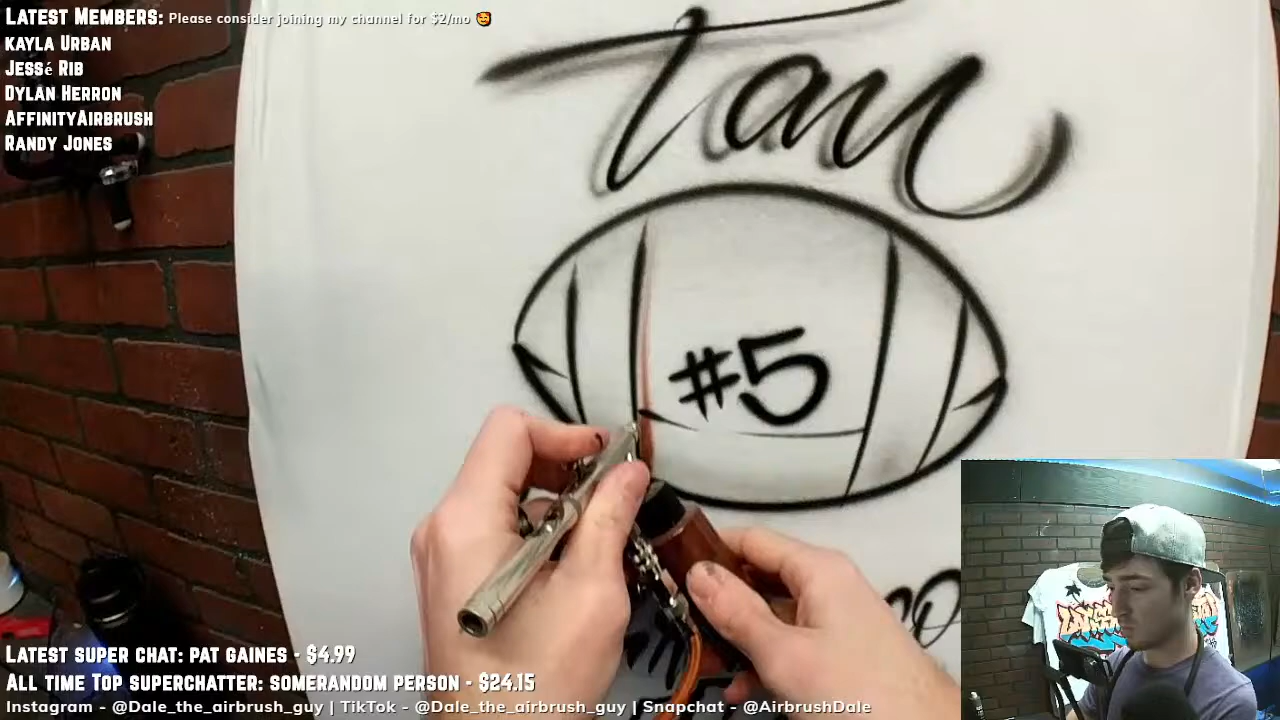 LATEST MEMBERS: Please consider joining my channel for $2/mo 🥰
KAYLA URBAN
JESSé RIB
DYLAN HERRON
AFFINITYAIRBRUSH
RANDY JONES
Tau
#5
LATEST SUPER CHAT: PAT GAINES - $4.99
ALL TIME TOP SUPERCHATTER: SOMERANDOM PERSON - $24.15
Instagram - @Dale_the_airbrush_guy | TikTok - @Dale_the_airbrush_guy | Snapchat - @AirbrushDale